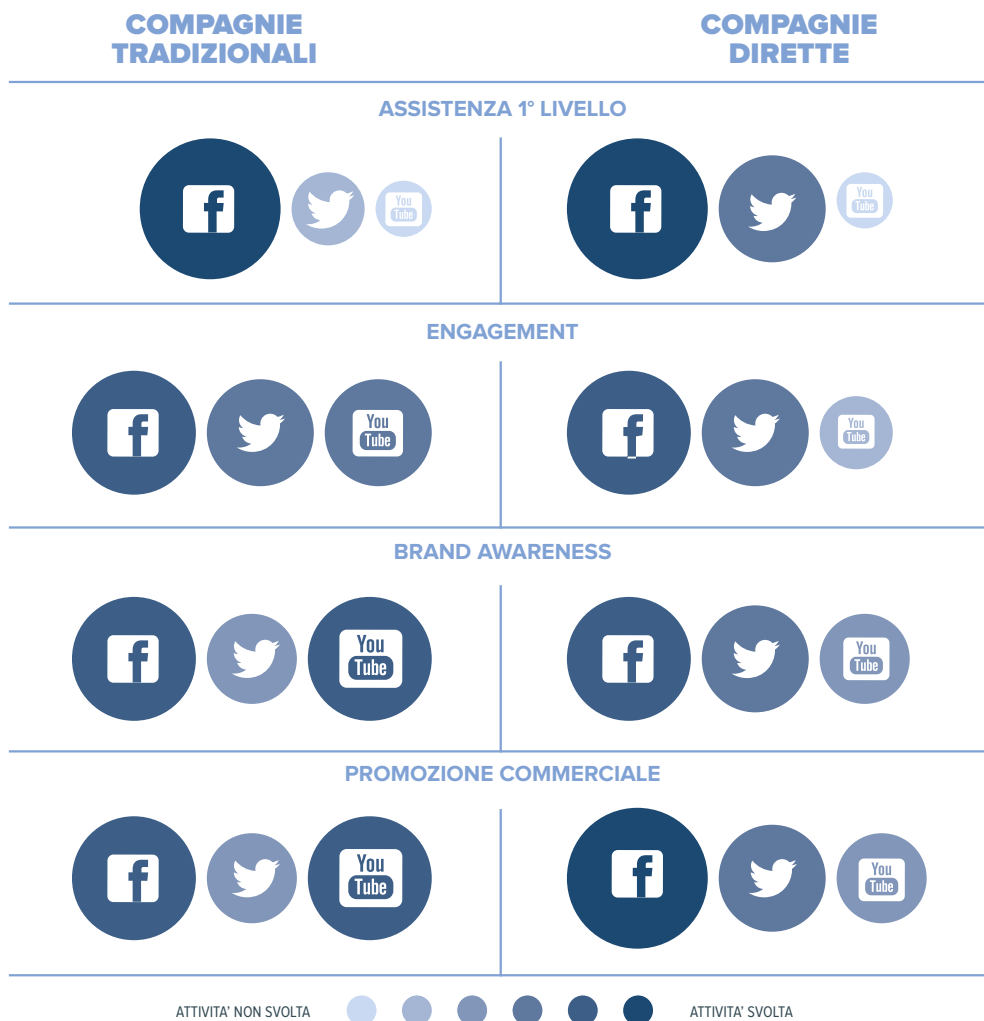 COMPAGNIE
TRADIZIONALI
COMPAGNIE
DIRETTE
ASSISTENZA 1° LIVELLO
f
You
Tube
f
You
Tube
ENGAGEMENT
f
You
Tube
f
You
Tube
BRAND AWARENESS
f
You
Tube
f
You
Tube
PROMOZIONE COMMERCIALE
f
You
Tube
f
You
Tube
ATTIVITA' NON SVOLTA
ATTIVITA' SVOLTA